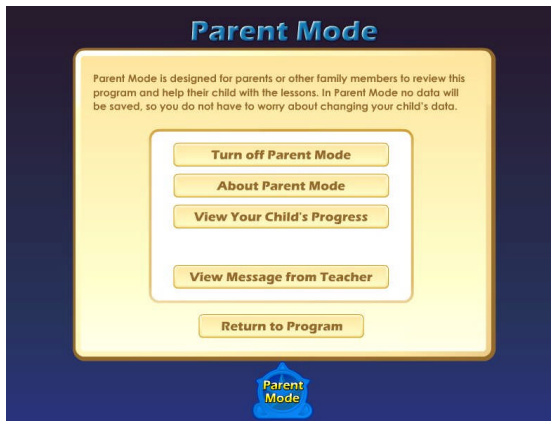 Parent Mode
Parent Mode is designed for parents or other family members to review this
program and help their child with the lessons. In Parent Mode no data will
be saved, so you do not have to worry about changing your child's data.
Turn off Parent Mode
About Parent Mode
View Your Child's Progress
View Message from Teacher
Return to Program
Parent
Mode